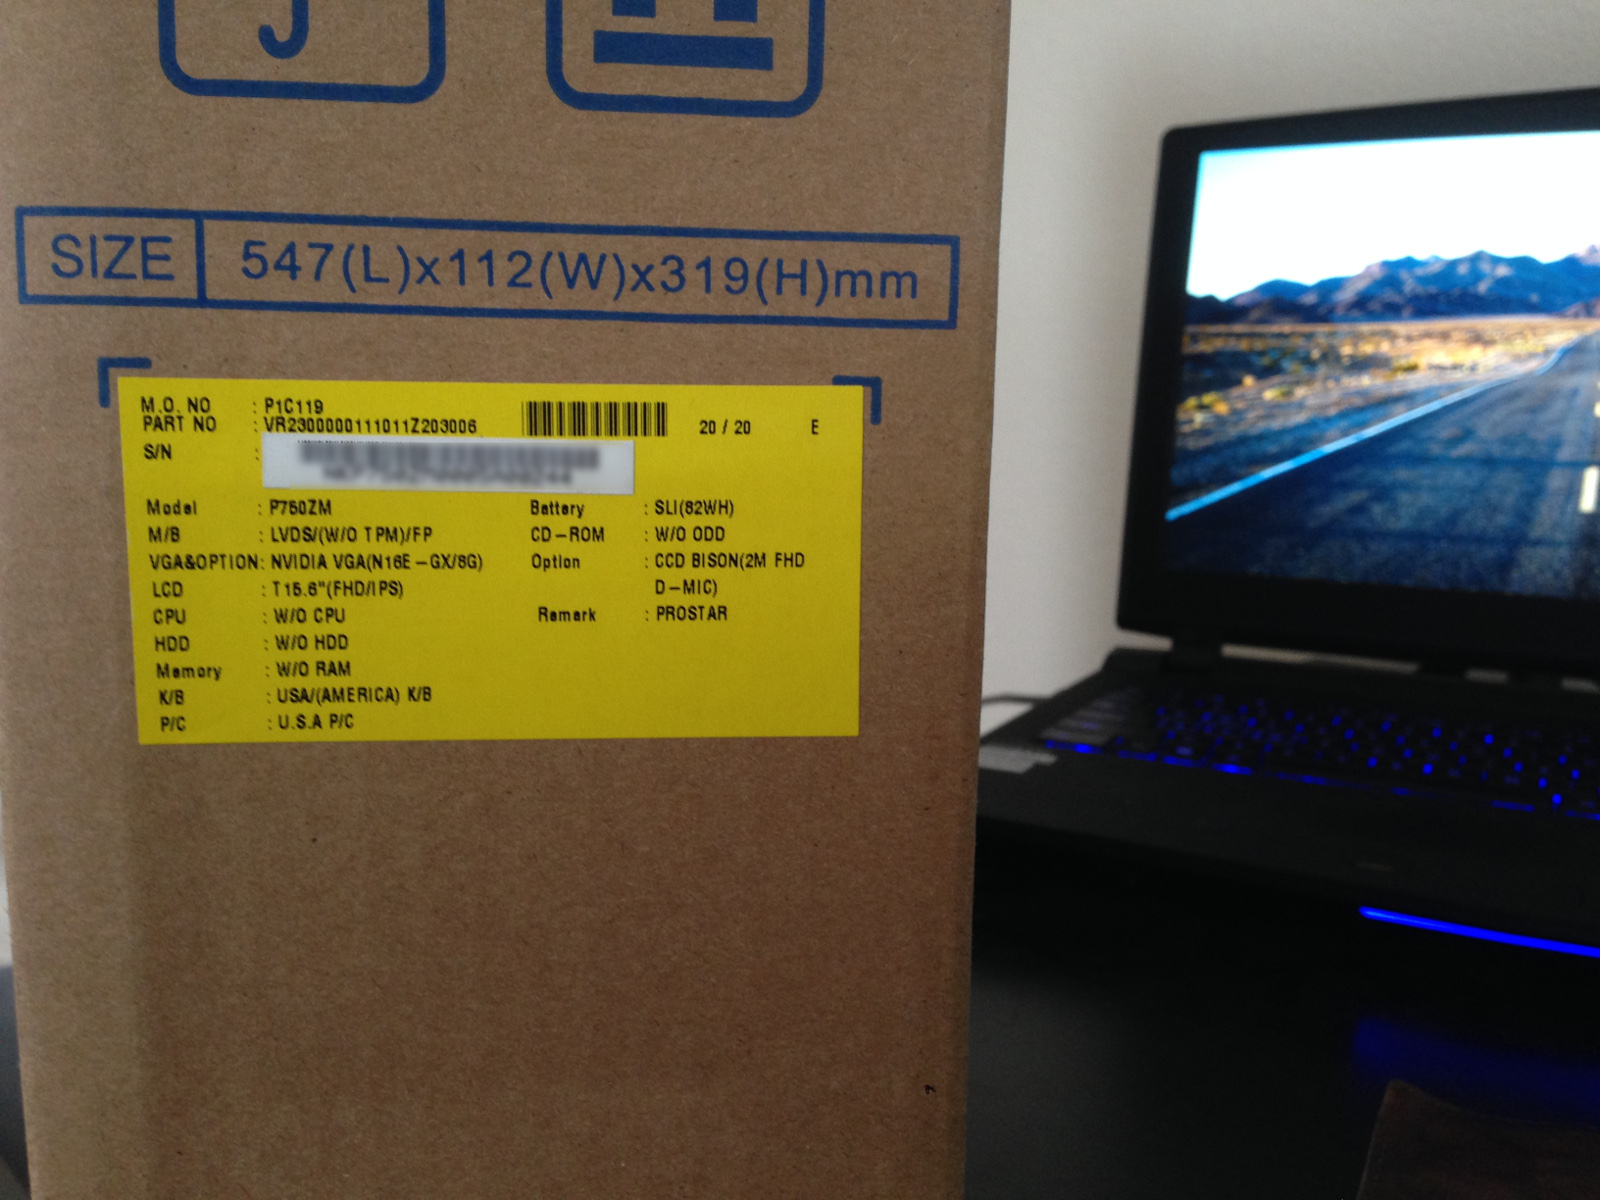 SIZE 547(L)x112(W)x319(H)mm
M.O. NO : P1C119
PART NO : VR2300000111011Z203006 20 / 20 E
S/N :
Model : P750ZM Battery : SLI(82WH)
M/B : LVDS/(W/O TPM)/FP CD-ROM : W/O ODD
VGA&OPTION: NVIDIA VGA(N16E-GX/8G) Option : CCD BISON(2M FHD
LCD : T15.6"(FHD/IPS) D-MIC)
CPU : W/O CPU Remark : PROSTAR
HDD : W/O HDD
Memory : W/O RAM
K/B : USA/(AMERICA) K/B
P/C : U.S.A P/C